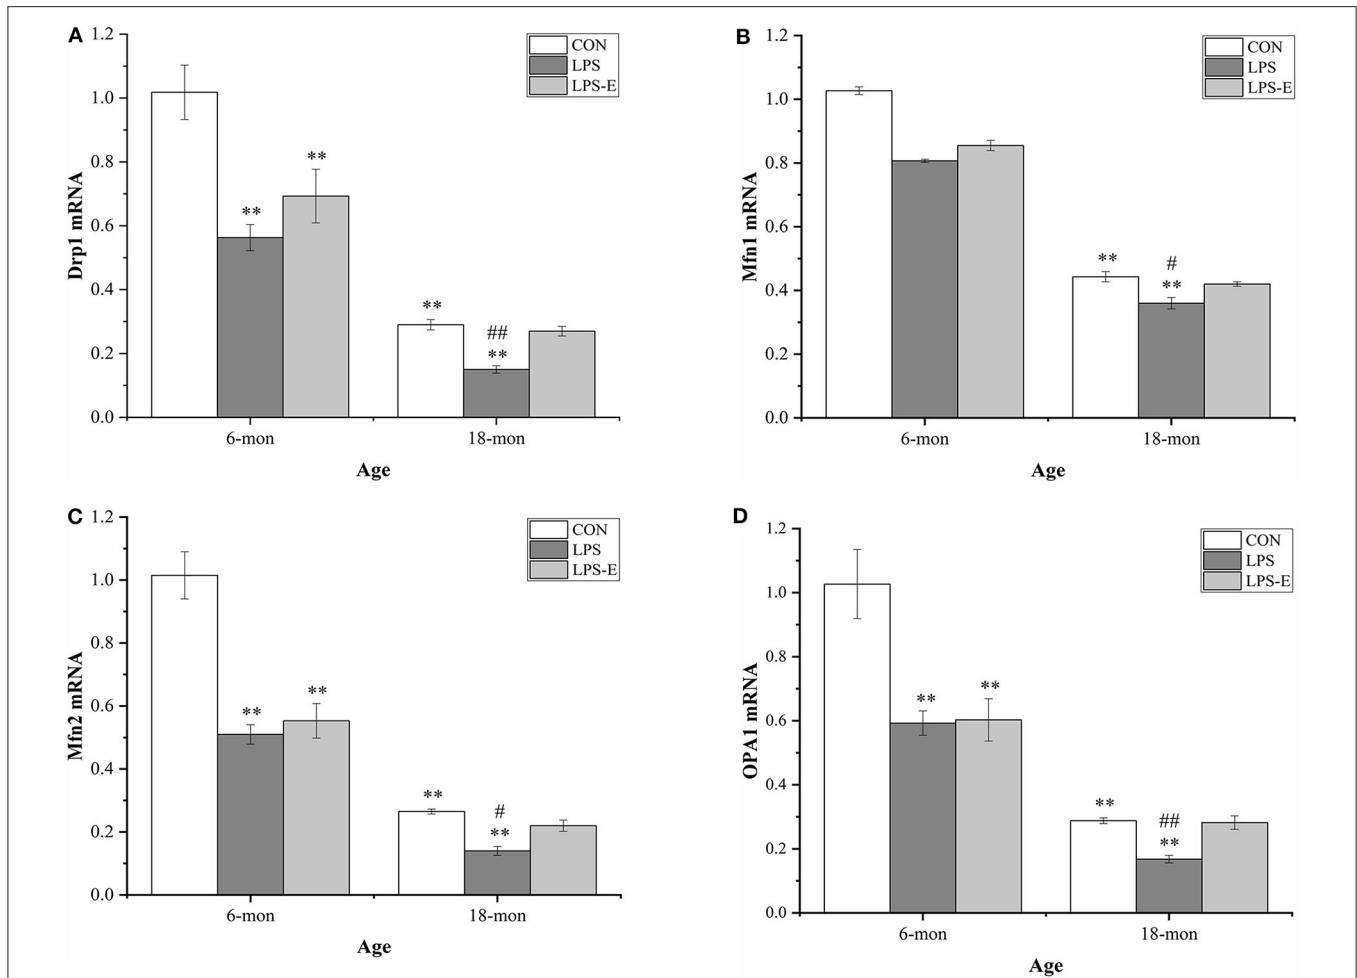 A
1.2
1.0
0.8
0.6
0.4
0.2
0.0
Drp1 mRNA
CON
LPS
LPS-E
**
**
**
##
**
6-mon
18-mon
Age
B
1.2
1.0
0.8
0.6
0.4
0.2
0.0
Mfn1 mRNA
CON
LPS
LPS-E
**
#
**
6-mon
18-mon
Age
C
1.2
1.0
0.8
0.6
0.4
0.2
0.0
Mfn2 mRNA
CON
LPS
LPS-E
**
**
**
#
**
6-mon
18-mon
Age
D
1.2
1.0
0.8
0.6
0.4
0.2
0.0
OPA1 mRNA
CON
LPS
LPS-E
**
**
**
##
**
6-mon
18-mon
Age